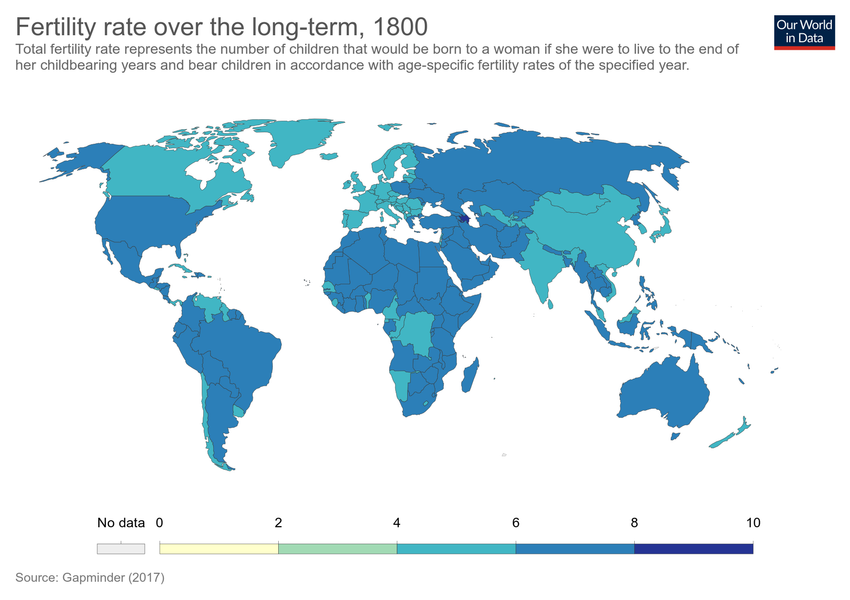 Fertility rate over the long-term, 1800
Our World
in Data
Total fertility rate represents the number of children that would be born to a woman if she were to live to the end of
her childbearing years and bear children in accordance with age-specific fertility rates of the specified year.
No data 0 2 4 6 8 10
Source: Gapminder (2017)